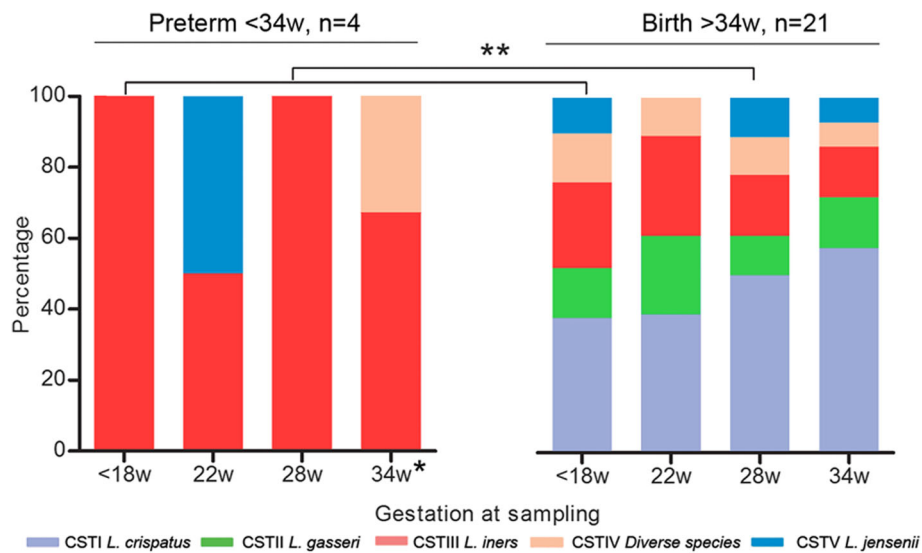 Preterm <34w, n=4
Birth >34w, n=21
**
100
80
60
40
20
0
Percentage
<18w 22w 28w 34w*
<18w 22w 28w 34w
Gestation at sampling
CSTI L. crispatus CSTII L. gasseri CSTIII L. iners CSTIV Diverse species CSTV L. jensenii